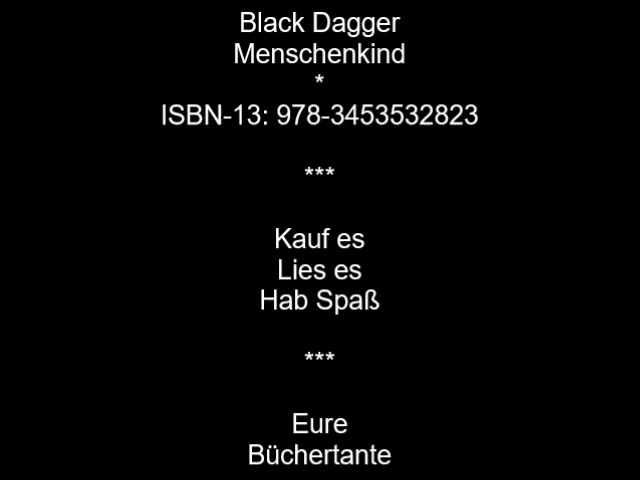 Black Dagger
Menschenkind
*
ISBN-13: 978-3453532823
***
Kauf es
Lies es
Hab Spaß
***
Eure
Büchertante